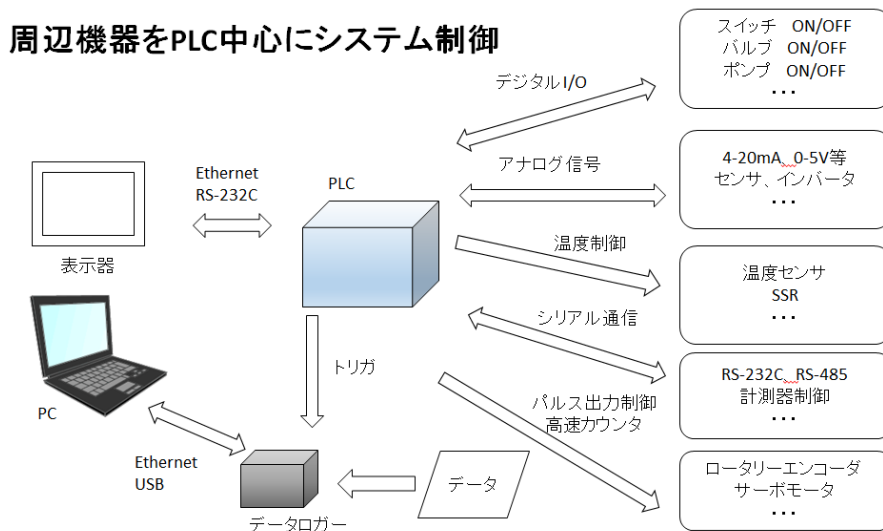 周辺機器をPLC中心にシステム制御
スイッチ ON/OFF
バルブ ON/OFF
ポンプ ON/OFF
・・・
デジタルI/O
アナログ信号
4-20mA、0-5V等
センサ、インバータ
・・・
Ethernet
RS-232C
PLC
表示器
温度制御
温度センサ
SSR
・・・
シリアル通信
RS-232C、RS-485
計測器制御
・・・
トリガ
PC
パルス出力制御
高速カウンタ
Ethernet
USB
データ
データロガー
ロータリーエンコーダ
サーボモータ
・・・